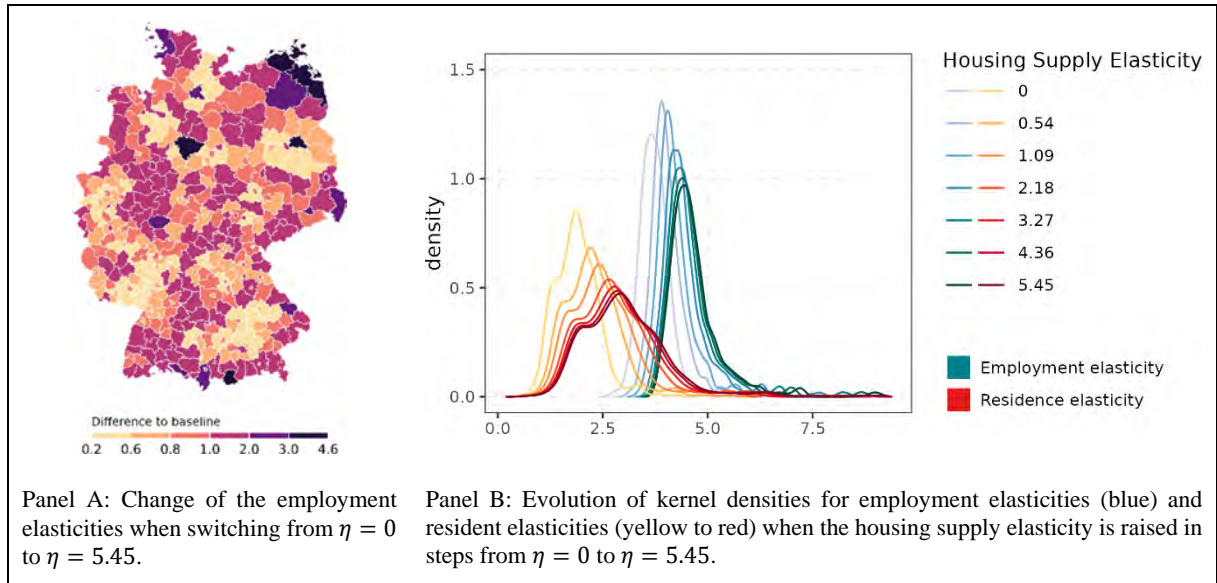 Difference to baseline
0.2 0.6 0.8 1.0 2.0 3.0 4.6
1.5
1.0
0.5
0.0
density
0.0 2.5 5.0 7.5
Housing Supply Elasticity
0
0.54
1.09
2.18
3.27
4.36
5.45
Employment elasticity
Residence elasticity
Panel A: Change of the employment
elasticities when switching from η = 0
to η = 5.45.
Panel B: Evolution of kernel densities for employment elasticities (blue) and
resident elasticities (yellow to red) when the housing supply elasticity is raised in
steps from η = 0 to η = 5.45.